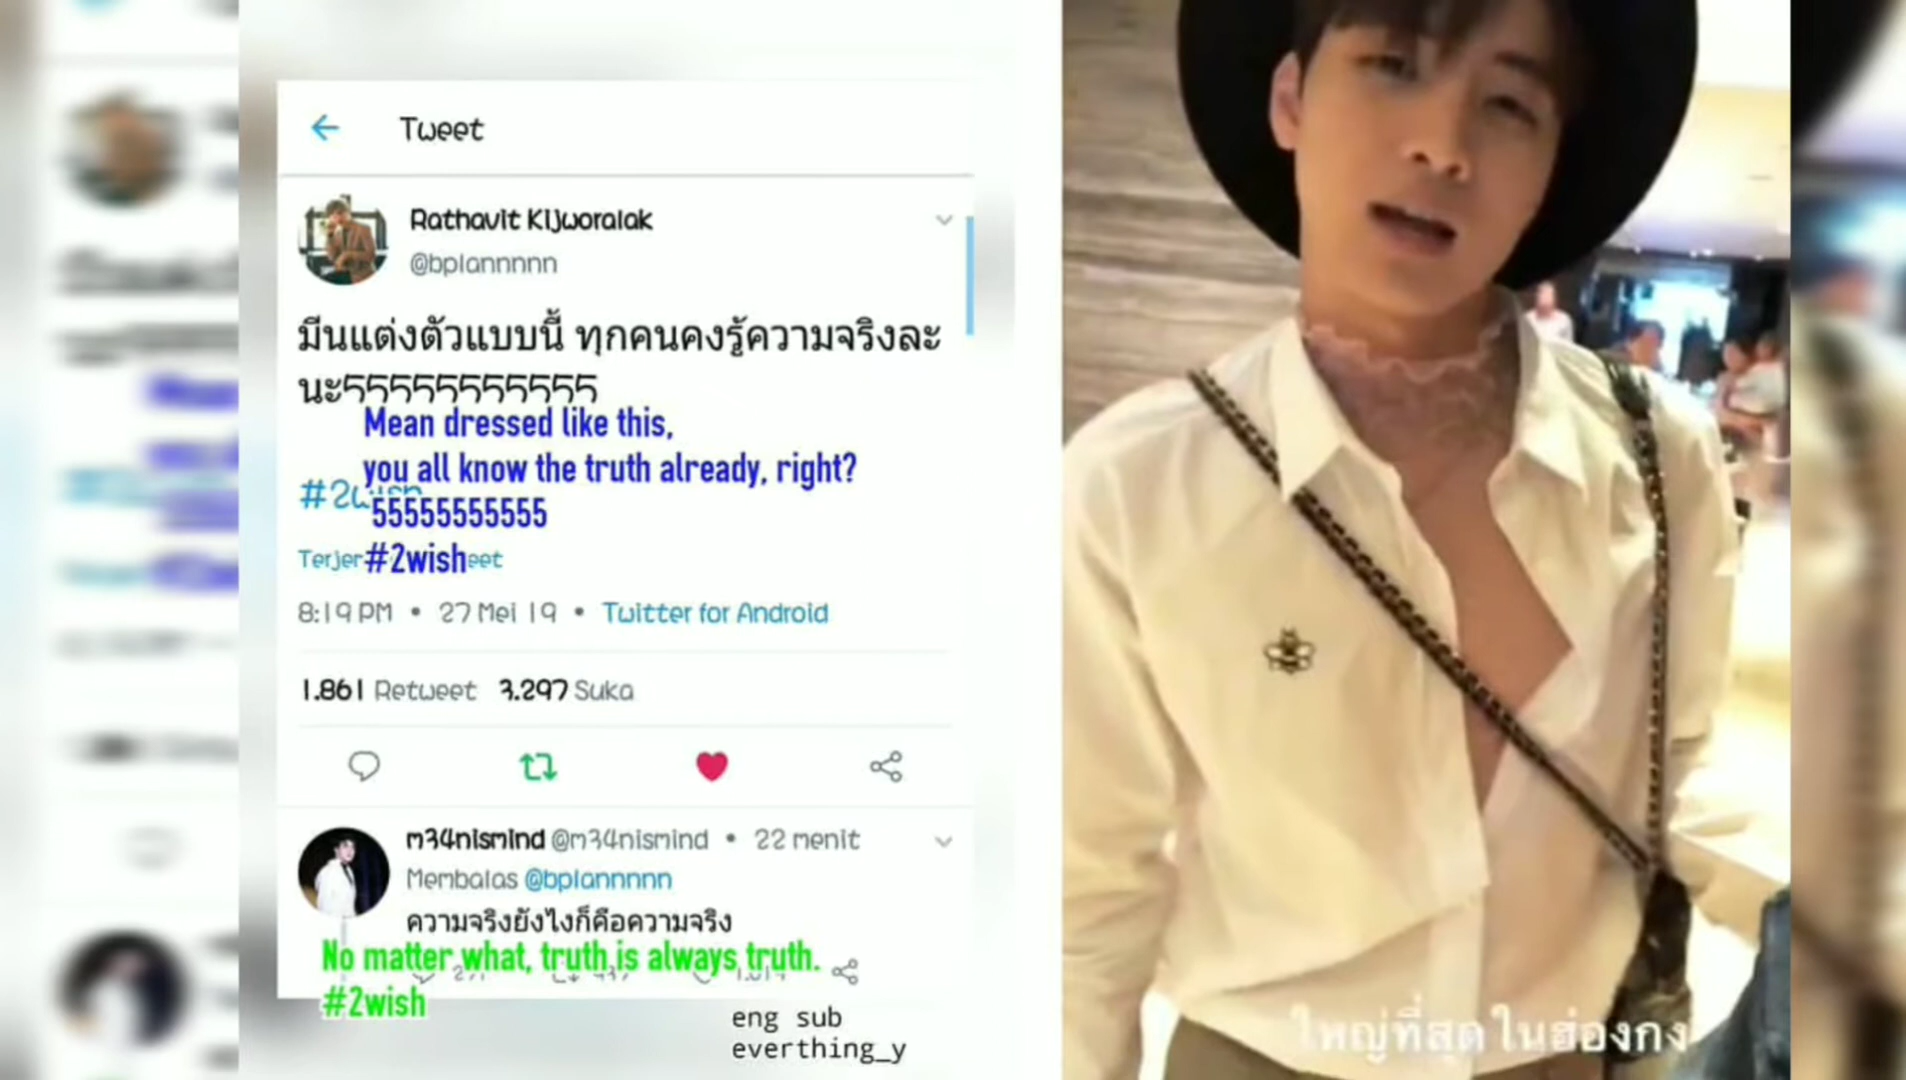 Tweet
Rathavit Kijworalak
@bplannnnn
มีนแต่งตัวแบบนี้ ทุกคนคงรู้ความจริงละ
นะ55555555555
Mean dressed like this,
you all know the truth already, right?
55555555555
#2wish
8:19 PM • 27 Mei 19 • Twitter for Android
1.861 Retweet 3.297 Suka
m34nismind @m34nismind • 22 menit
Membalas @bplannnnn
ความจริงยังไงก็คือความจริง
No matter what, truth is always truth.
#2wish
eng sub
everthing_y
ใหญ่ที่สุดในฮ่องกง